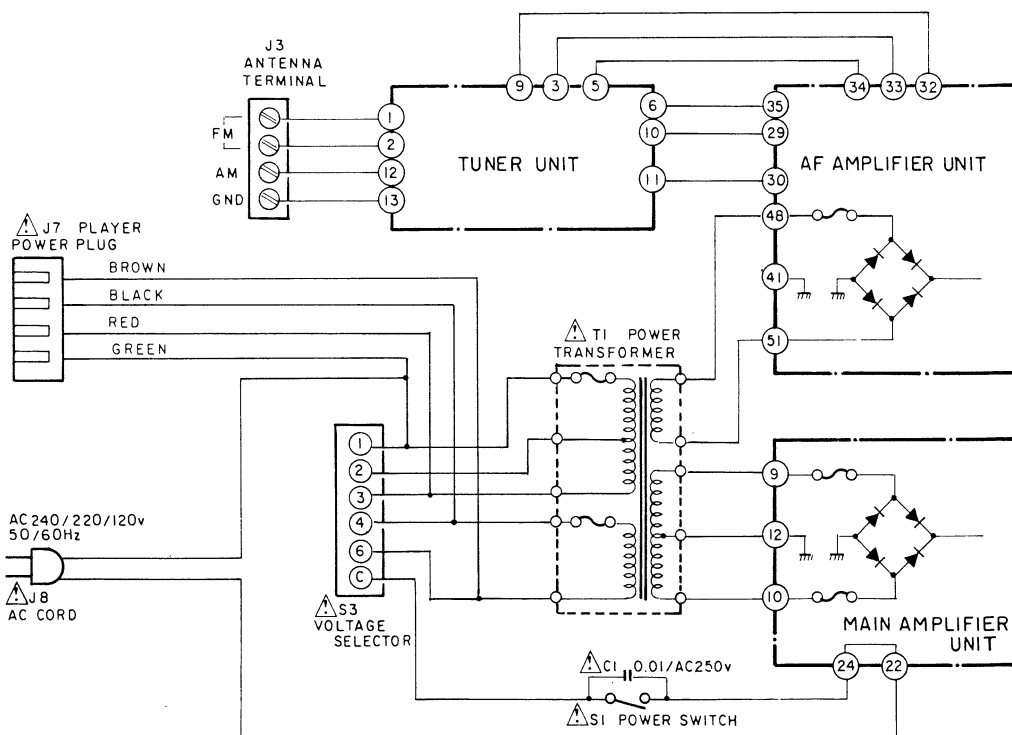 9 3 5 34 33 32
J3
ANTENNA
TERMINAL
FM
AM
GND
1
2
12
13
TUNER UNIT
6
10
11
35
29
30
48
41
51
AF AMPLIFIER UNIT
J7 PLAYER
POWER PLUG
BROWN
BLACK
RED
GREEN
T1 POWER
TRANSFORMER
1
2
3
4
6
C
S3
VOLTAGE
SELECTOR
AC 240/220/120v
50/60Hz
J8
AC CORD
9
12
10
MAIN AMPLIFIER
UNIT
24 22
C1 0.01/AC250v
S1 POWER SWITCH